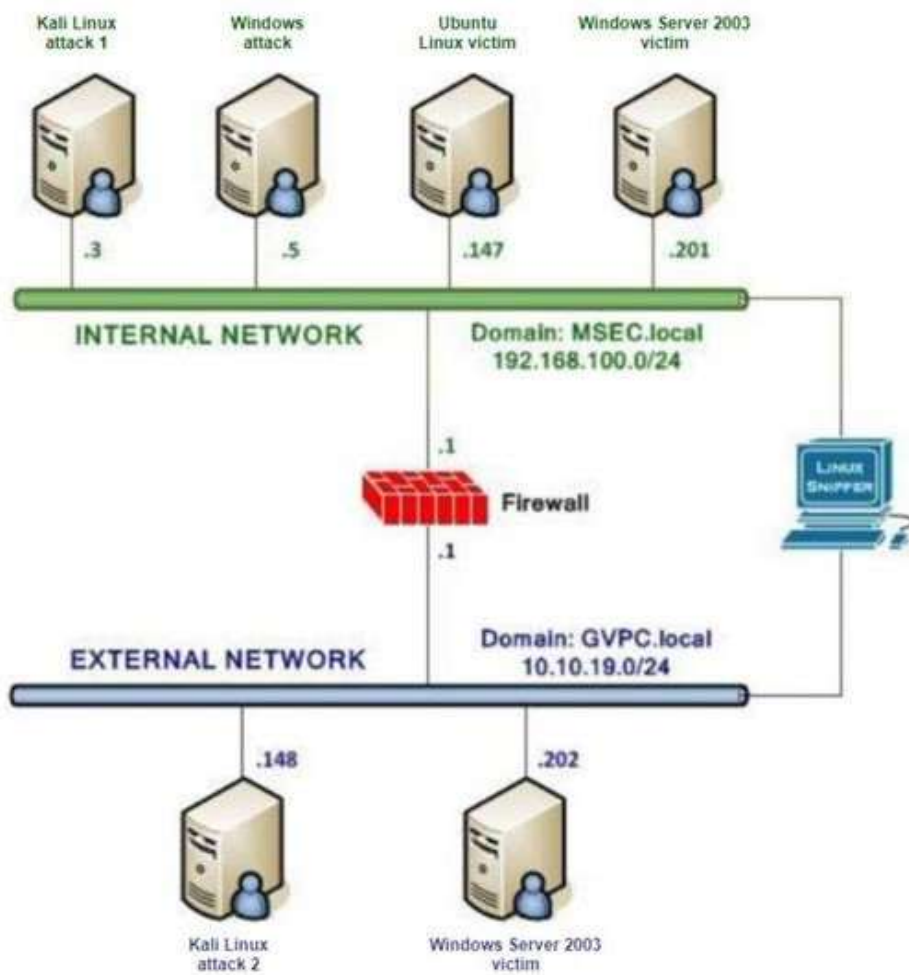 Kali Linux
attack 1
Windows
attack
Ubuntu
Linux victim
Windows Server 2003
victim
.3
.5
.147
.201
INTERNAL NETWORK
Domain: MSEC.local
192.168.100.0/24
.1
Firewall
.1
LINUX
SNIFFER
EXTERNAL NETWORK
Domain: GVPC.local
10.10.19.0/24
.148
.202
Kali Linux
attack 2
Windows Server 2003
victim